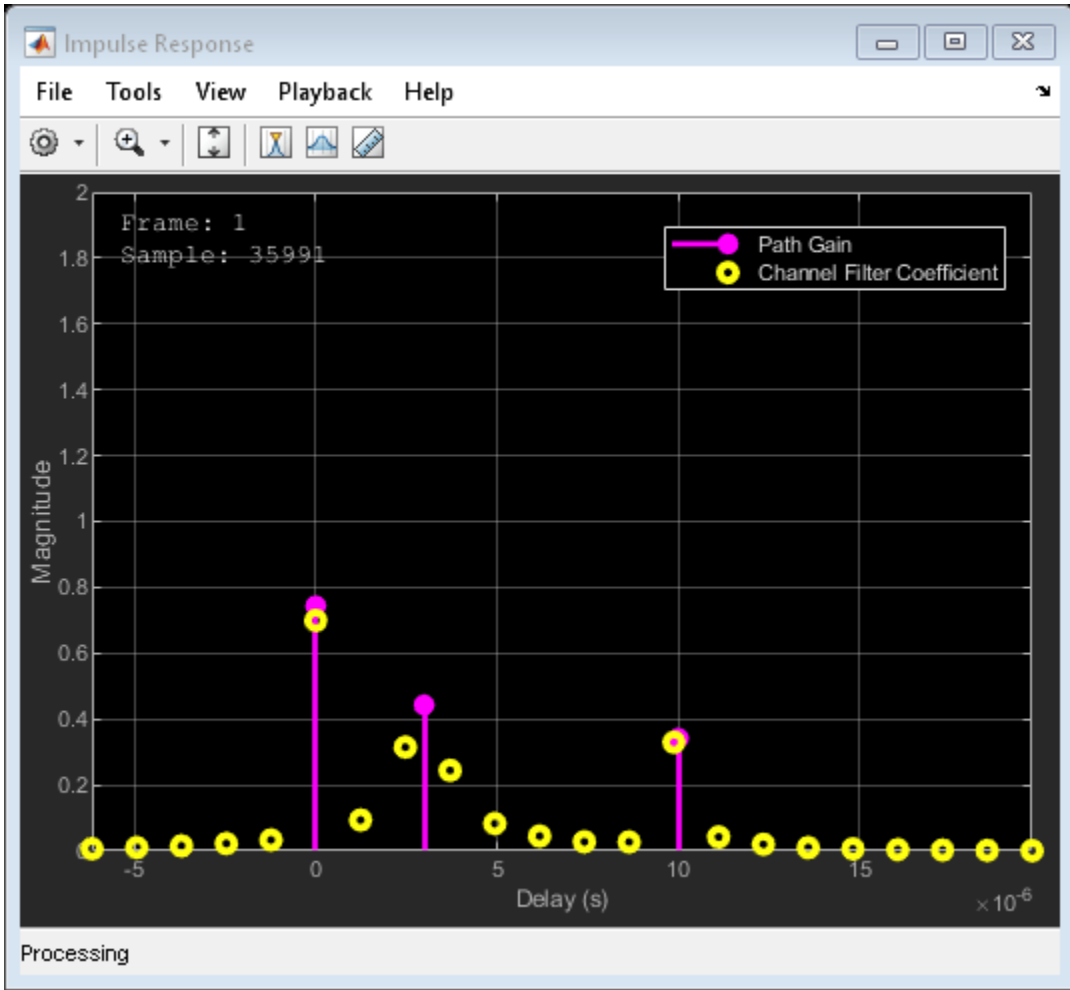 Impulse Response
File Tools View Playback Help
Frame: 1
Sample: 35991
Path Gain
Channel Filter Coefficient
2
1.8
1.6
1.4
1.2
1
0.8
0.6
0.4
0.2
Magnitude
-5 0 5 10 15
Delay (s)
×10-6
Processing